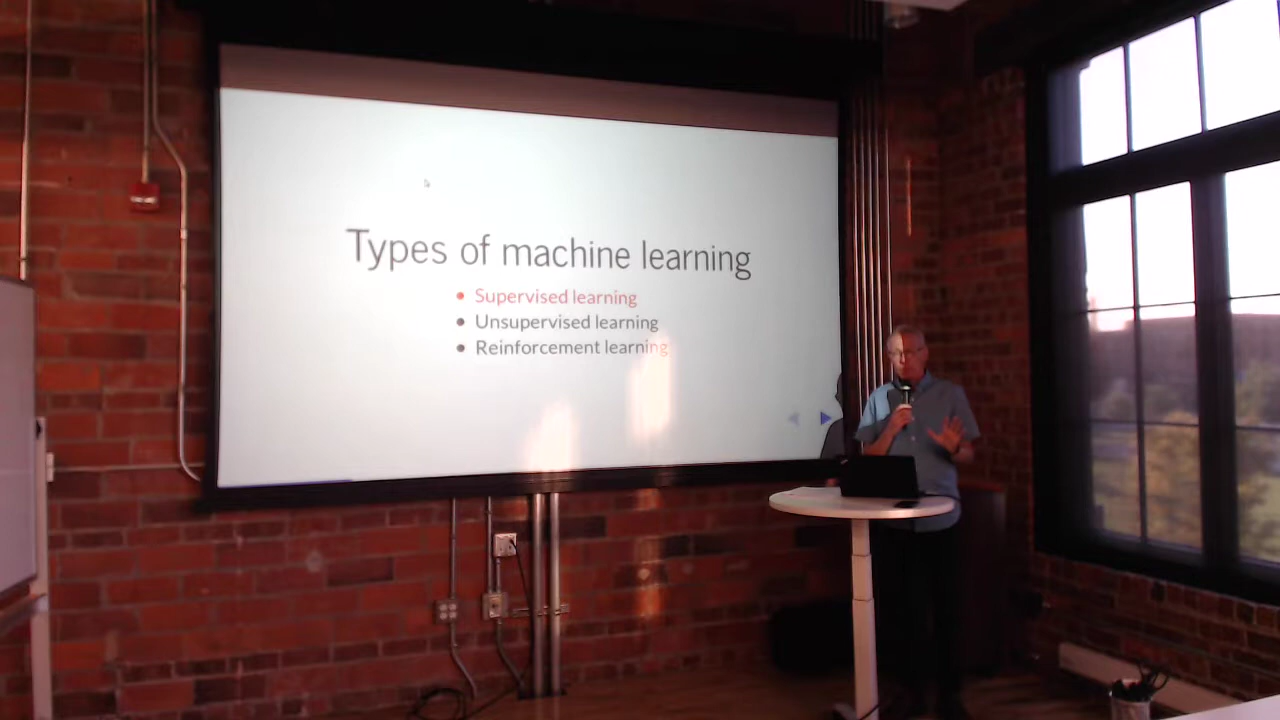 Types of machine learning
Supervised learning
Unsupervised learning
Reinforcement learning